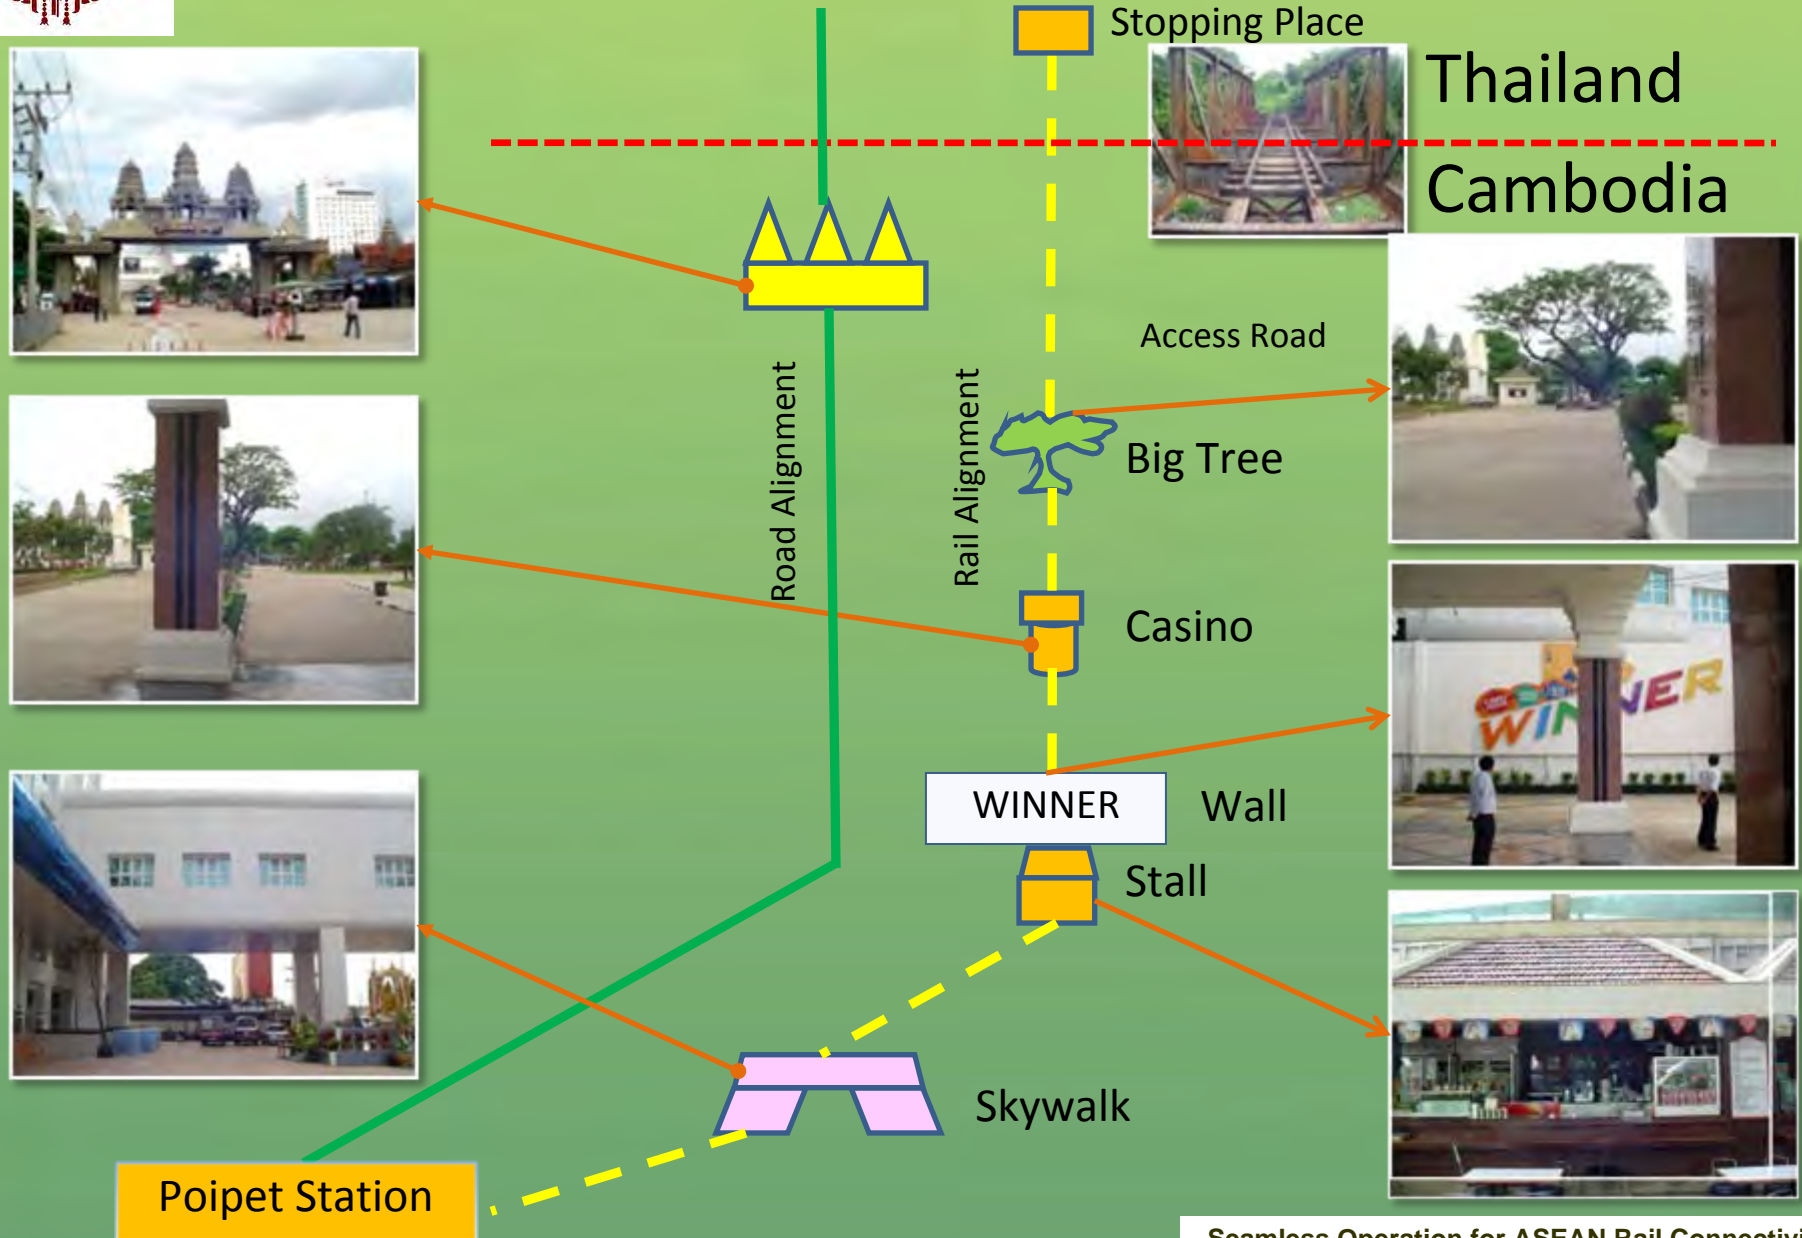 Stopping Place
Thailand
Cambodia
Access Road
Road Alignment
Rail Alignment
Big Tree
Casino
WINNER
WINNER
Wall
Stall
Skywalk
Poipet Station
Seamless Operation for ASEAN Rail Connectivi